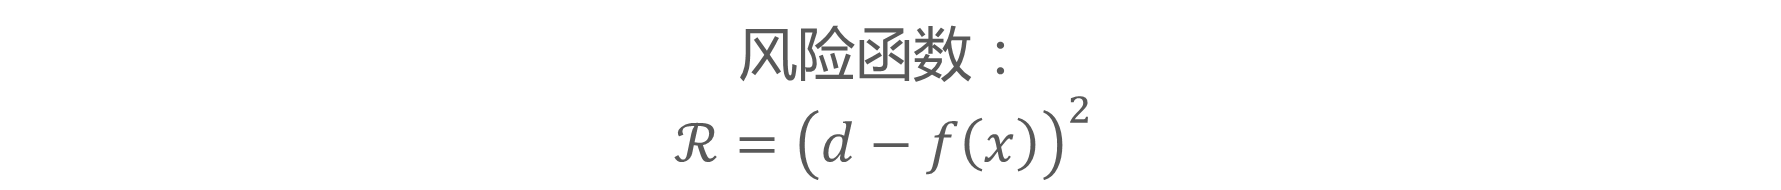 风险函数：
ℛ = (d − f(x))²